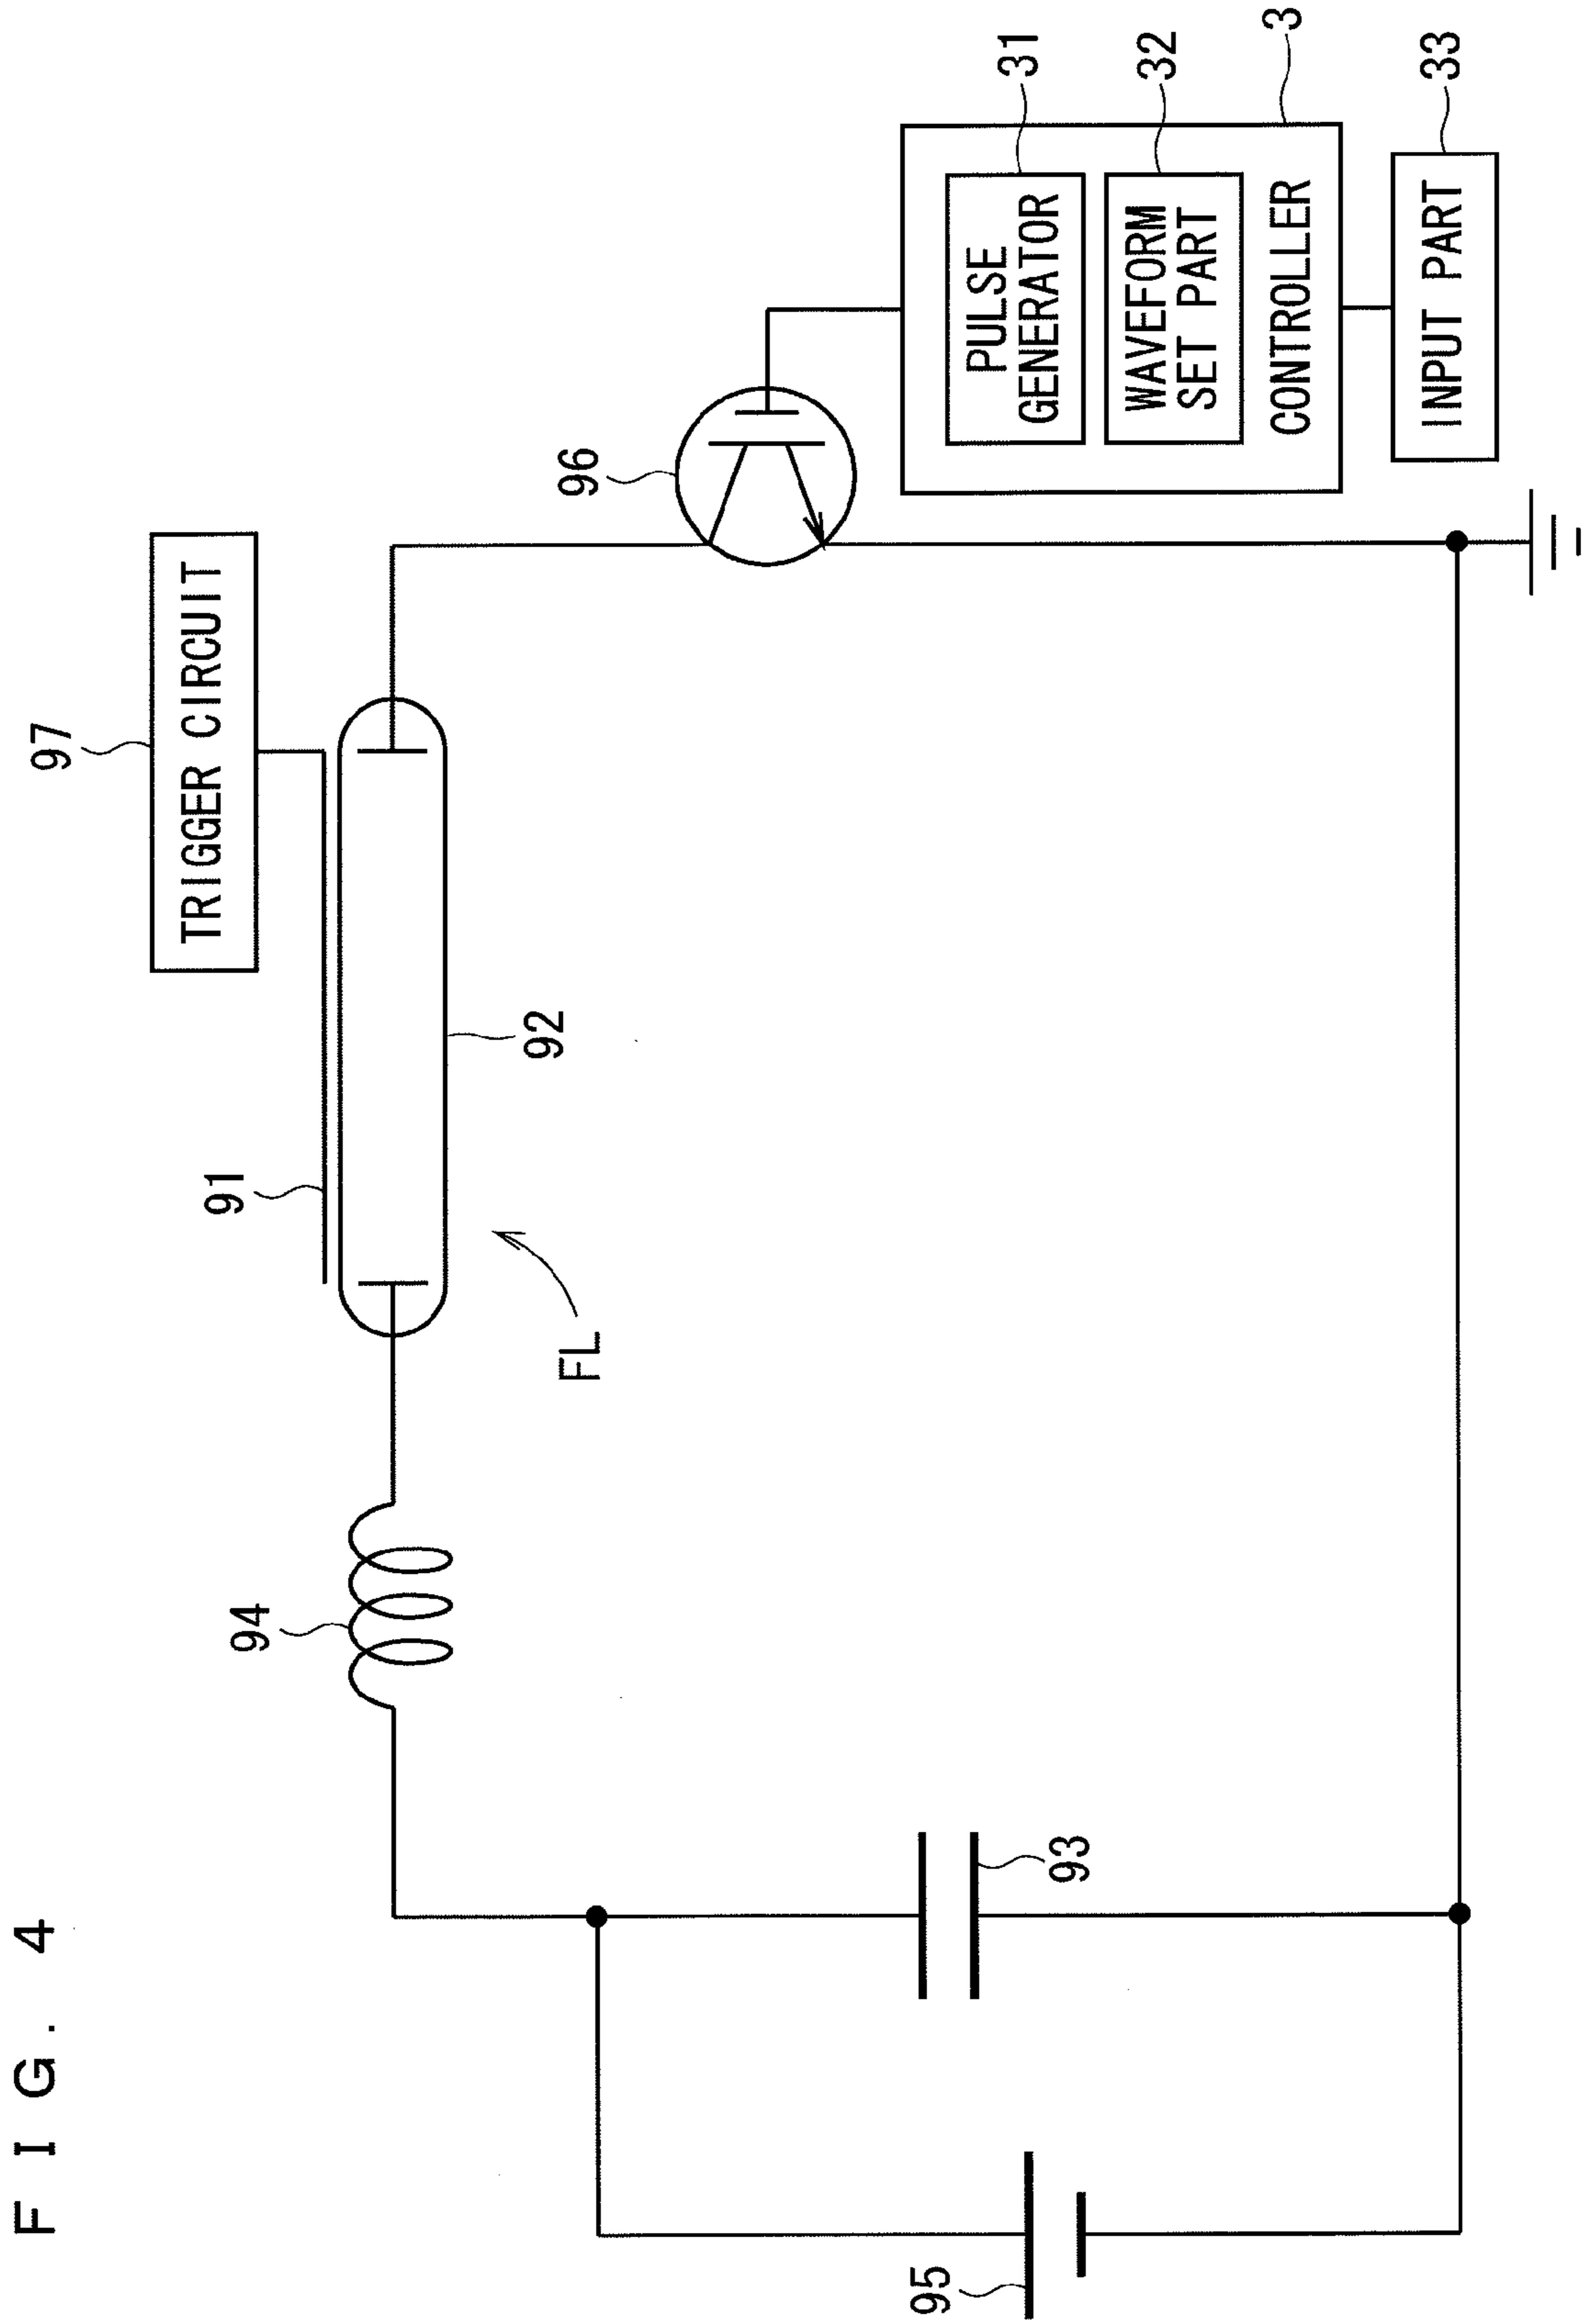 FIG. 4
97
TRIGGER CIRCUIT
91
94
92
FL
96
31
PULSE
GENERATOR
32
WAVEFORM
SET PART
3
CONTROLLER
33
INPUT PART
93
95